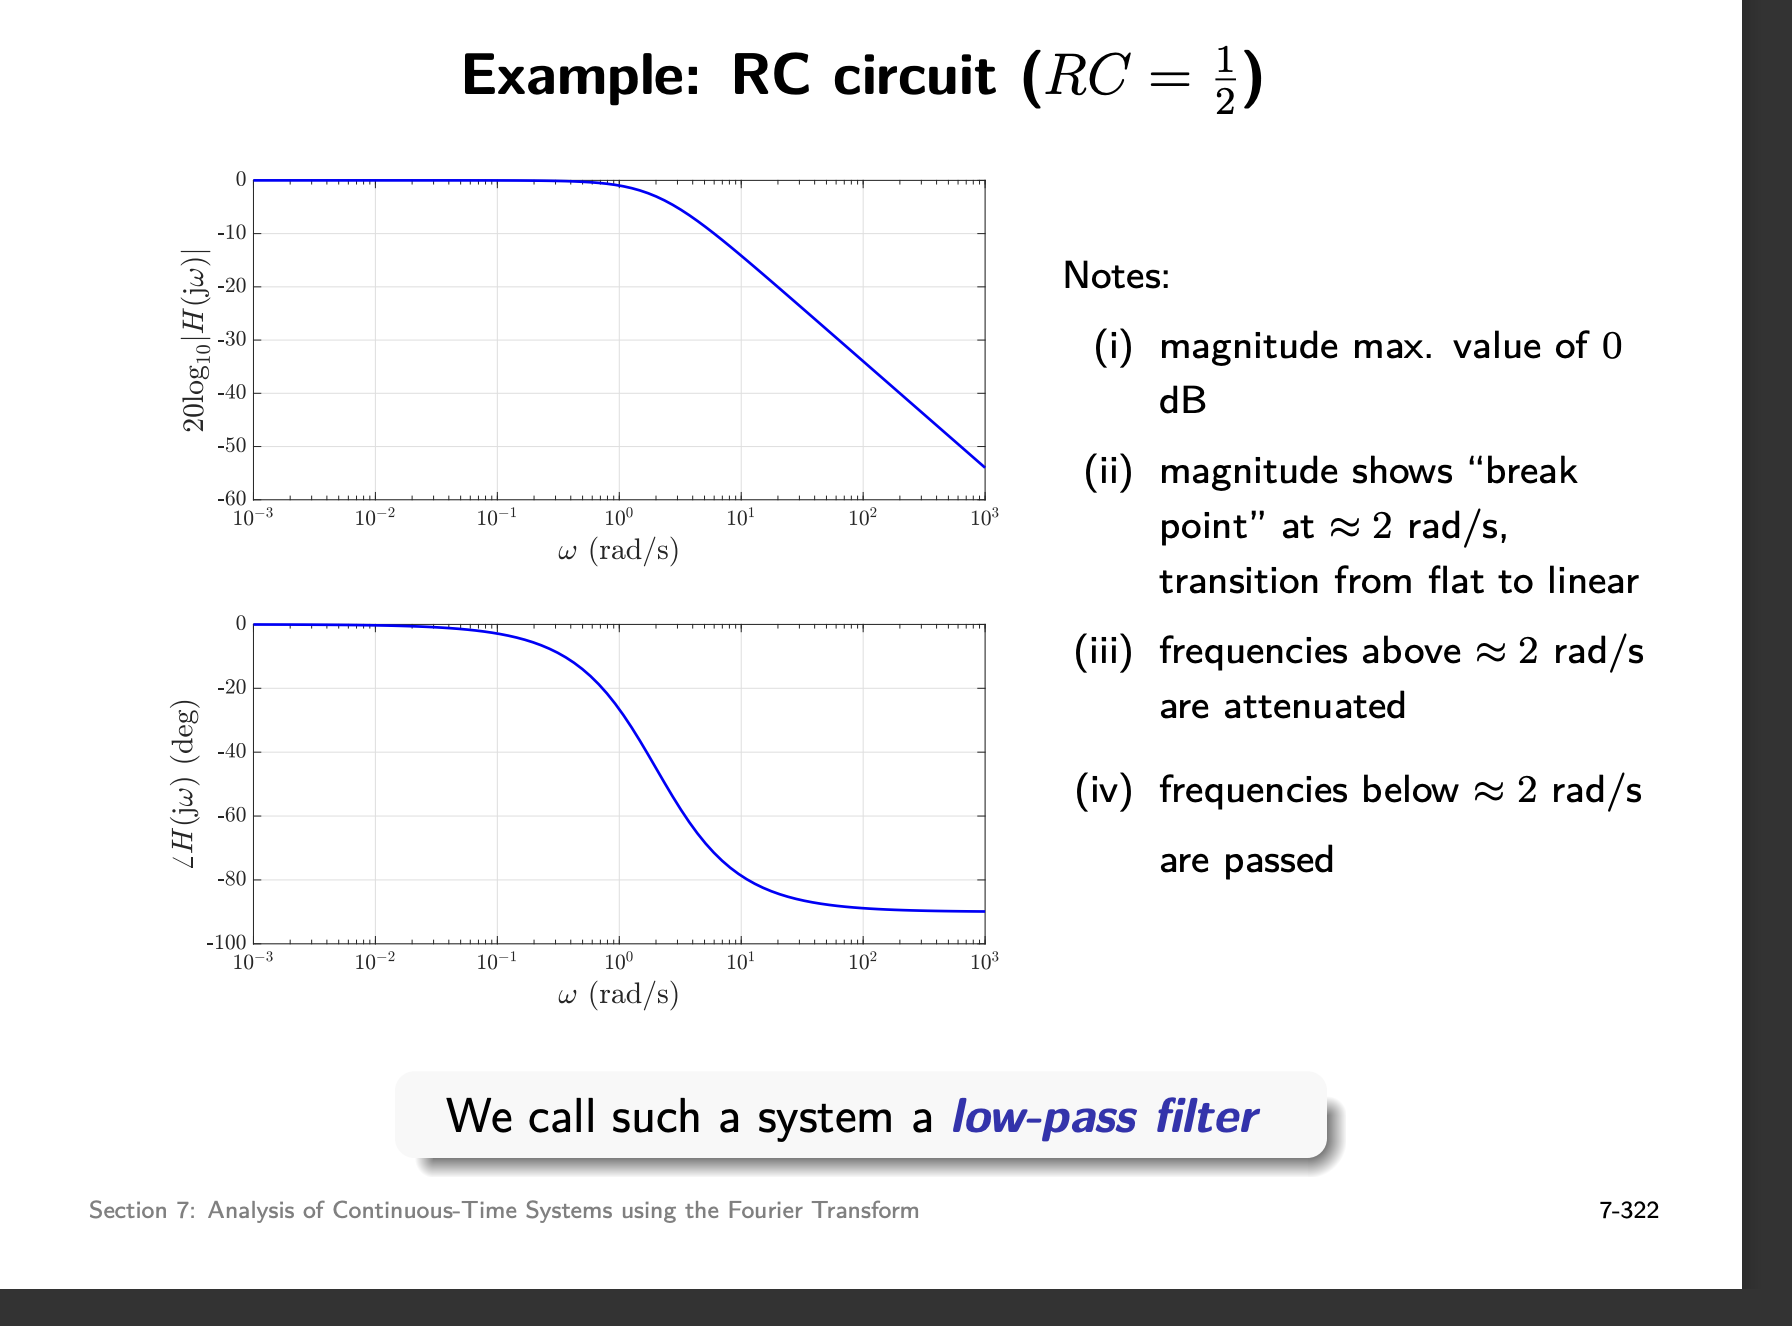 Example: RC circuit (RC = 1/2)
0
-10
-20
-30
-40
-50
-60
20log₁₀|H(jω)|
10⁻³ 10⁻² 10⁻¹ 10⁰ 10¹ 10² 10³
ω (rad/s)
0
-20
-40
-60
-80
-100
∠H(jω) (deg)
10⁻³ 10⁻² 10⁻¹ 10⁰ 10¹ 10² 10³
ω (rad/s)
Notes:
(i) magnitude max. value of 0
dB
(ii) magnitude shows “break
point” at ≈ 2 rad/s,
transition from flat to linear
(iii) frequencies above ≈ 2 rad/s
are attenuated
(iv) frequencies below ≈ 2 rad/s
are passed
We call such a system a low-pass filter
Section 7: Analysis of Continuous-Time Systems using the Fourier Transform 7-322